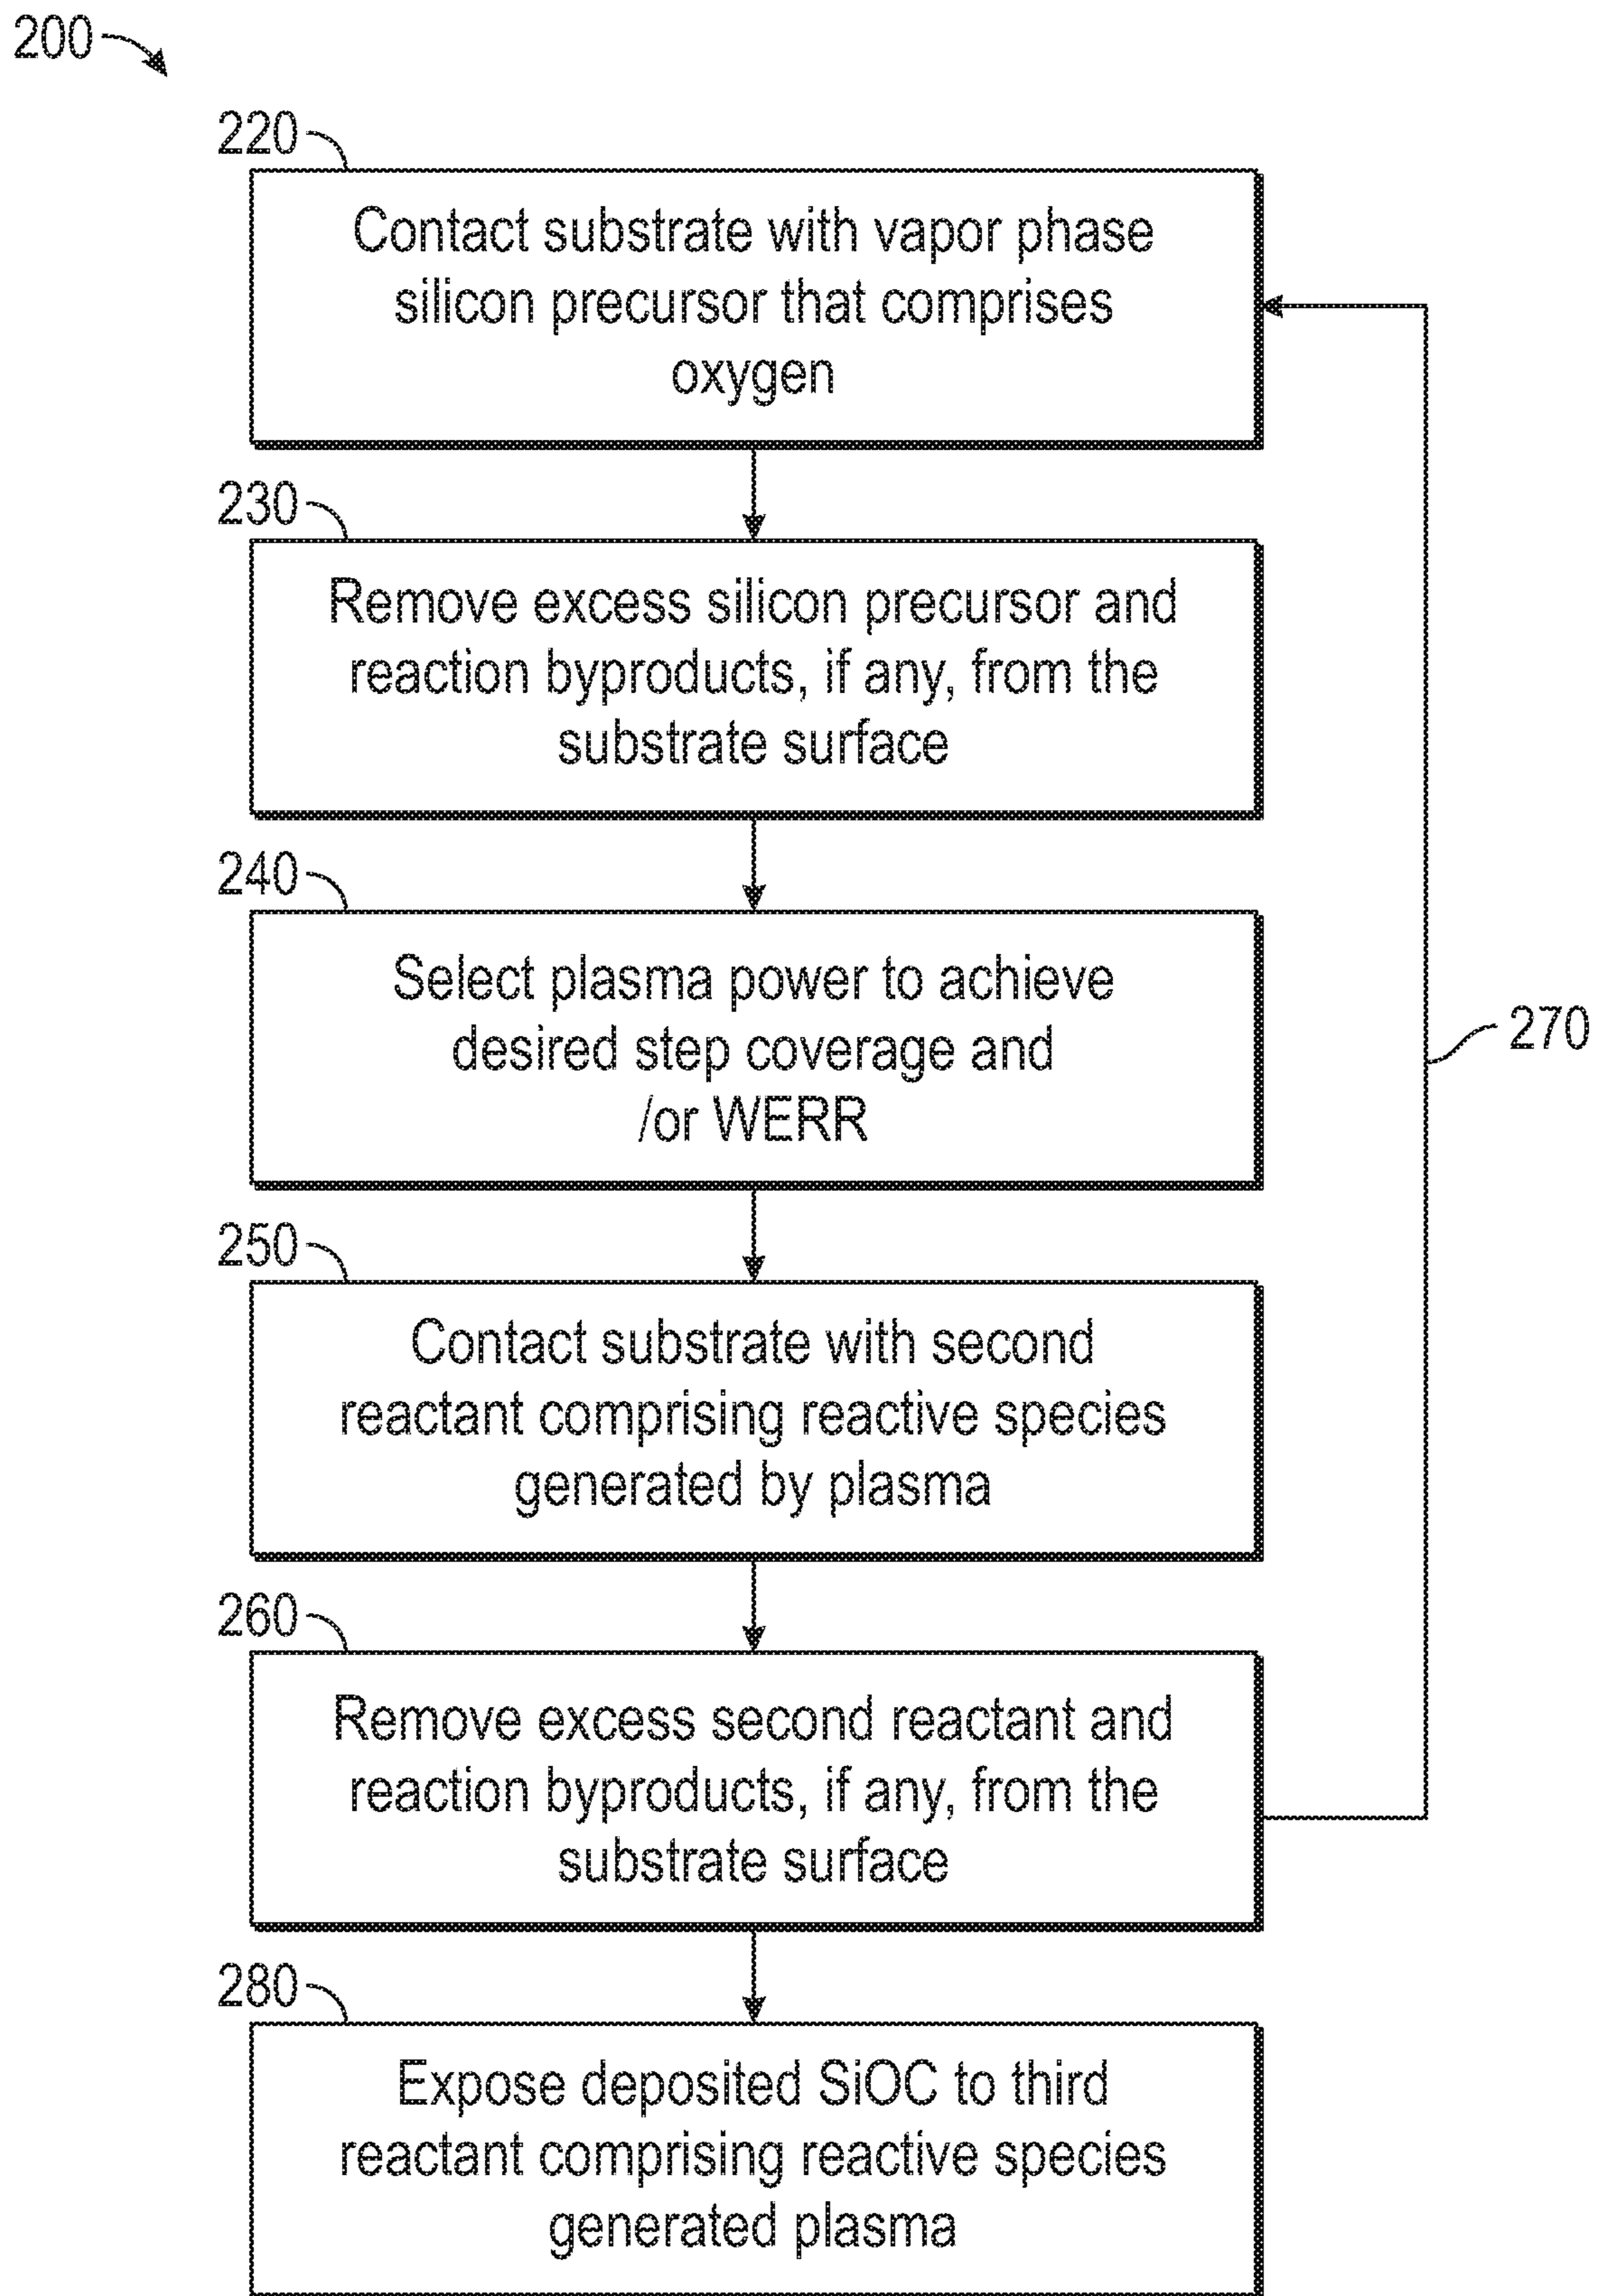 200
220
Contact substrate with vapor phase
silicon precursor that comprises
oxygen
230
Remove excess silicon precursor and
reaction byproducts, if any, from the
substrate surface
240
Select plasma power to achieve
desired step coverage and
/or WERR
270
250
Contact substrate with second
reactant comprising reactive species
generated by plasma
260
Remove excess second reactant and
reaction byproducts, if any, from the
substrate surface
280
Expose deposited SiOC to third
reactant comprising reactive species
generated plasma